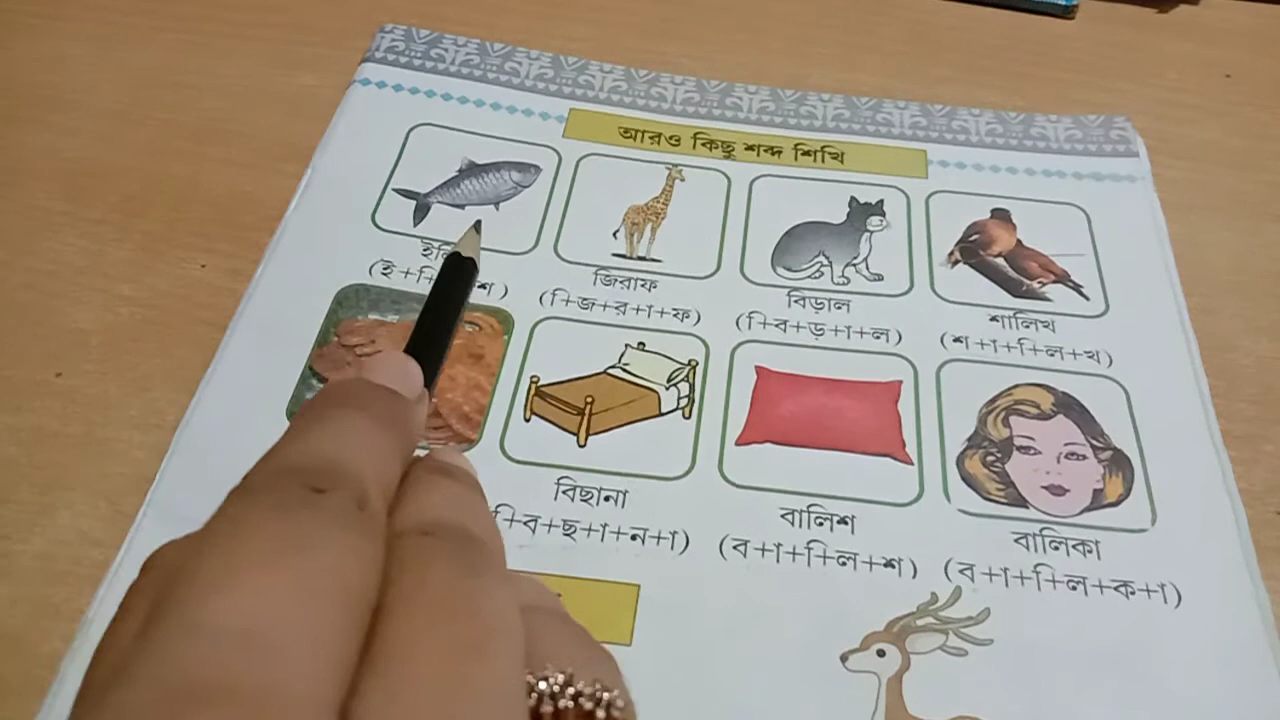 আরও কিছু শব্দ শিখি
জিরাফ
বিড়াল
শালিখ
(ি+জ+র+া+ফ)
(ি+ব+ড়+া+ল)
(শ+া+ি+ল+খ)
বিছানা
বালিশ
বালিকা
ি+ব+ছ+া+ন+া)
(ব+া+ি+ল+শ)
(ব+া+ি+ল+ক+া)